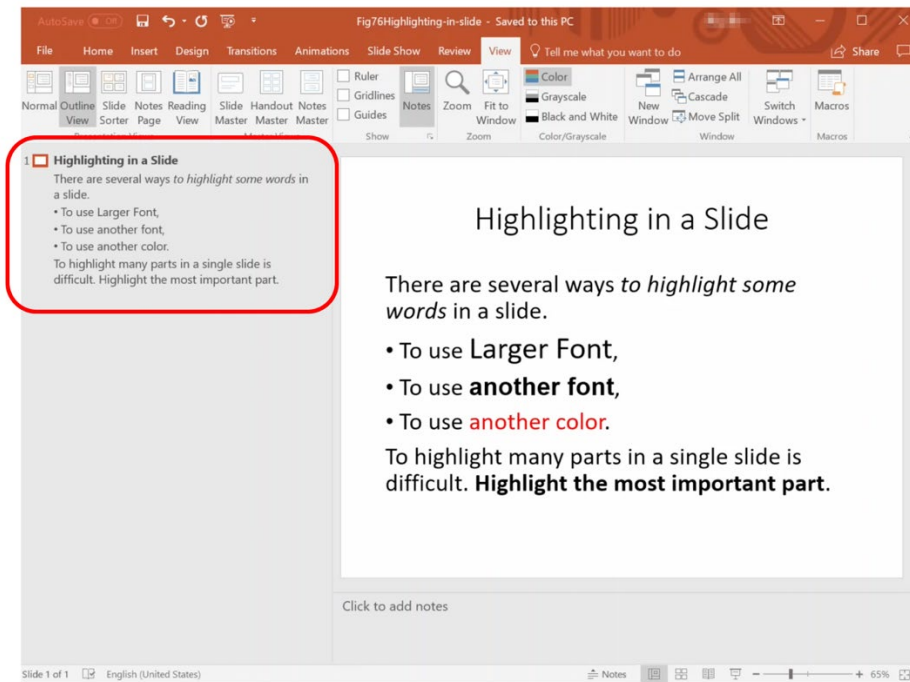 AutoSave Off
Fig76Highlighting-in-slide - Saved to this PC
File Home Insert Design Transitions Animations Slide Show Review View Tell me what you want to do Share
Normal Outline View Slide Sorter Notes Page Reading View
Slide Master Handout Master Notes Master
Ruler
Gridlines
Guides
Show
Notes
Zoom Fit to Window
Zoom
Color
Grayscale
Black and White
Color/Grayscale
New Window
Arrange All
Cascade
Move Split
Switch Windows
Window
Macros
Macros
1 Highlighting in a Slide
There are several ways to highlight some words in
a slide.
• To use Larger Font,
• To use another font,
• To use another color.
To highlight many parts in a single slide is
difficult. Highlight the most important part.
Highlighting in a Slide
There are several ways to highlight some
words in a slide.
• To use Larger Font,
• To use another font,
• To use another color.
To highlight many parts in a single slide is
difficult. Highlight the most important part.
Click to add notes
Slide 1 of 1 English (United States) Notes 65%